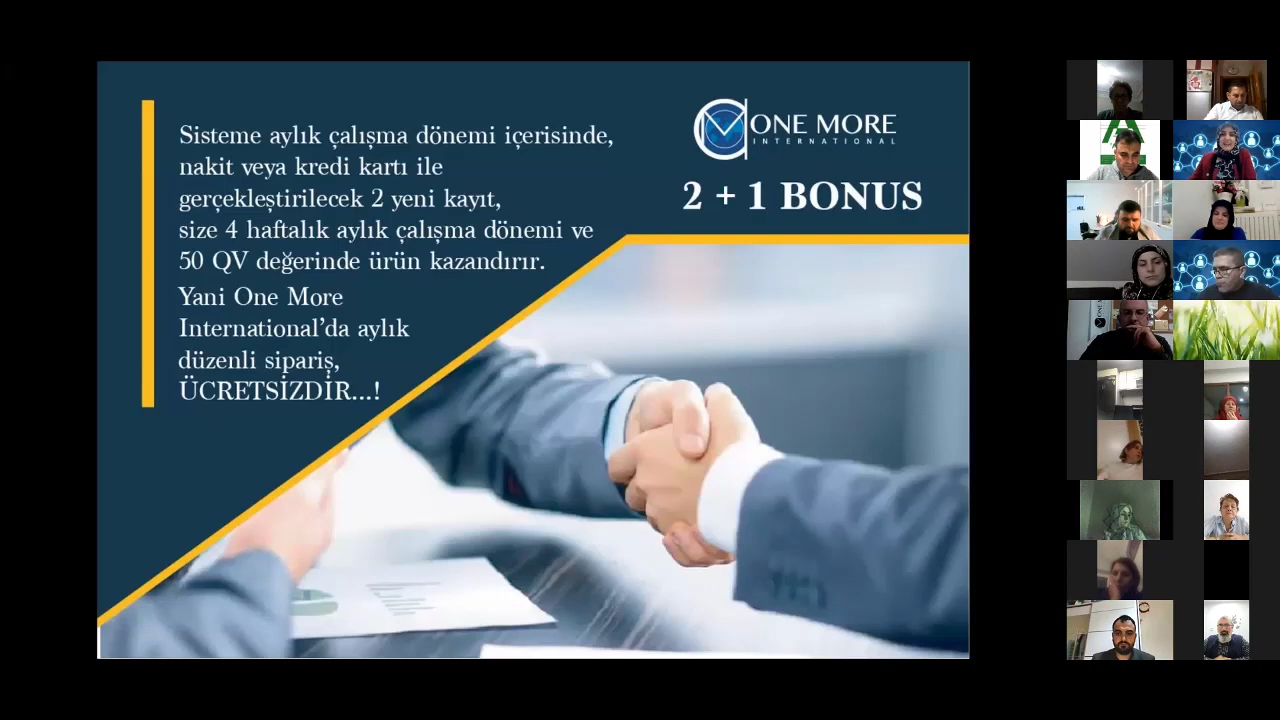 Sisteme aylık çalışma dönemi içerisinde,
nakit veya kredi kartı ile
gerçekleştirilecek 2 yeni kayıt,
size 4 haftalık aylık çalışma dönemi ve
50 QV değerinde ürün kazandırır.
Yani One More
International’da aylık
düzenli sipariş,
ÜCRETSİZDİR...!
ONE MORE
INTERNATIONAL
2 + 1 BONUS